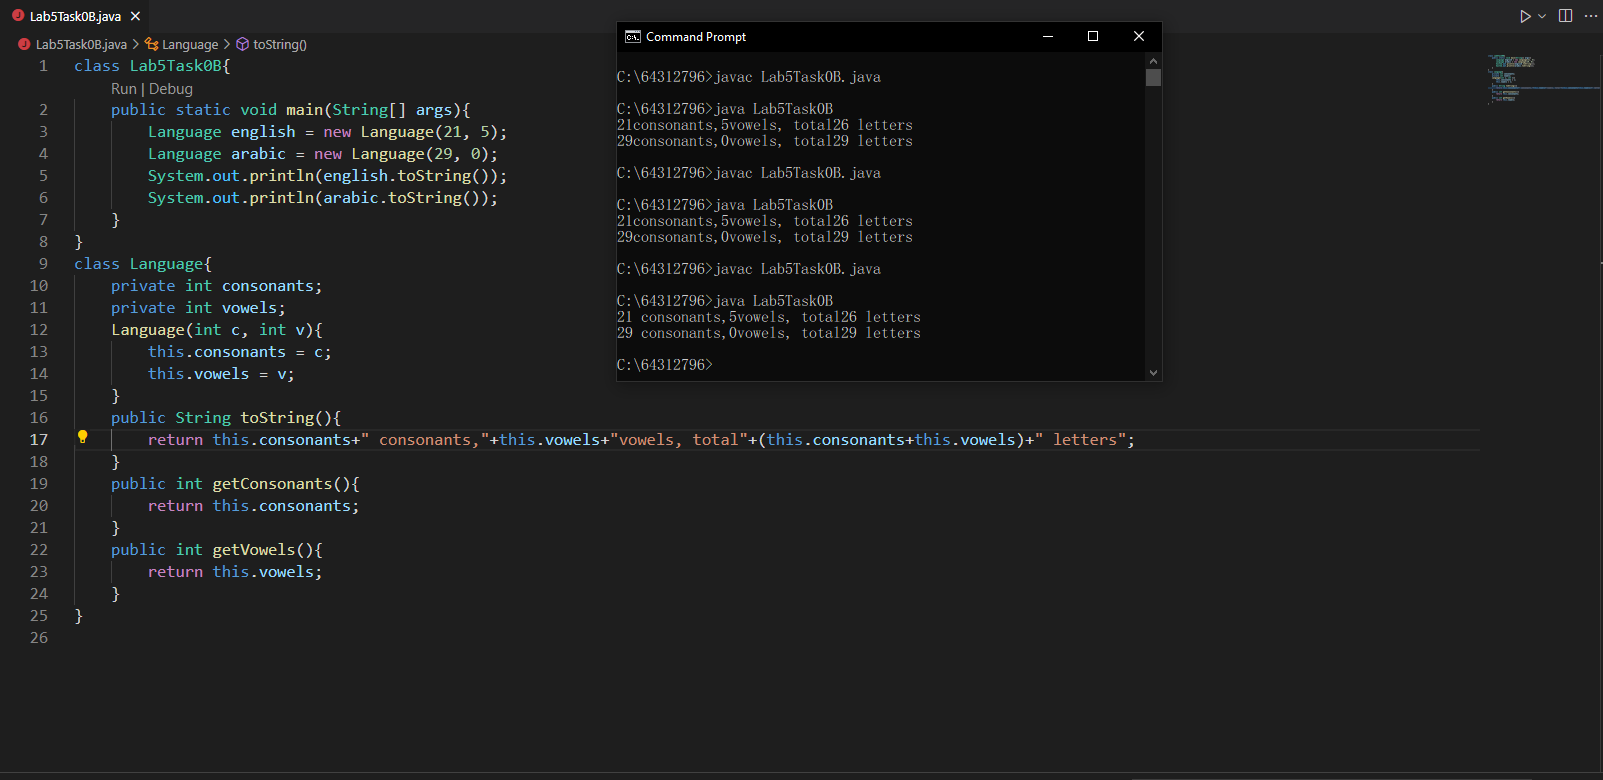 Lab5Task0B.java
Lab5Task0B.java > Language > toString()
1 class Lab5Task0B{
Run | Debug
2 public static void main(String[] args){
3 Language english = new Language(21, 5);
4 Language arabic = new Language(29, 0);
5 System.out.println(english.toString());
6 System.out.println(arabic.toString());
7 }
8 }
9 class Language{
10 private int consonants;
11 private int vowels;
12 Language(int c, int v){
13 this.consonants = c;
14 this.vowels = v;
15 }
16 public String toString(){
17 return this.consonants+" consonants,"+this.vowels+"vowels, total"+(this.consonants+this.vowels)+" letters";
18 }
19 public int getConsonants(){
20 return this.consonants;
21 }
22 public int getVowels(){
23 return this.vowels;
24 }
25 }
26
Command Prompt
C:\64312796>javac Lab5Task0B.java
C:\64312796>java Lab5Task0B
21consonants,5vowels, total26 letters
29consonants,0vowels, total29 letters
C:\64312796>javac Lab5Task0B.java
C:\64312796>java Lab5Task0B
21consonants,5vowels, total26 letters
29consonants,0vowels, total29 letters
C:\64312796>javac Lab5Task0B.java
C:\64312796>java Lab5Task0B
21 consonants,5vowels, total26 letters
29 consonants,0vowels, total29 letters
C:\64312796>